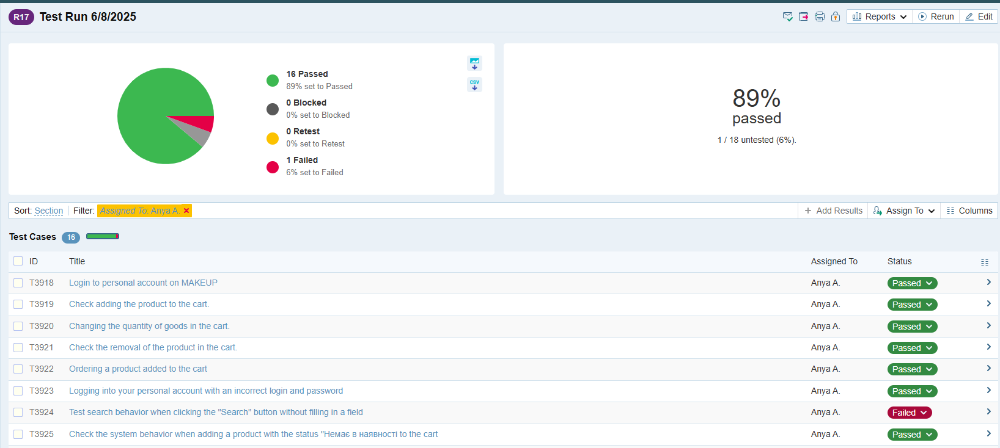 R17 Test Run 6/8/2025
Reports Rerun Edit
16 Passed
89% set to Passed
0 Blocked
0% set to Blocked
0 Retest
0% set to Retest
1 Failed
6% set to Failed
CSV
89%
passed
1 / 18 untested (6%).
Sort: Section Filter: Assigned To: Anya A.
+ Add Results Assign To Columns
Test Cases 16
ID Title Assigned To Status
T3918 Login to personal account on MAKEUP Anya A. Passed
T3919 Check adding the product to the cart. Anya A. Passed
T3920 Changing the quantity of goods in the cart. Anya A. Passed
T3921 Check the removal of the product in the cart. Anya A. Passed
T3922 Ordering a product added to the cart Anya A. Passed
T3923 Logging into your personal account with an incorrect login and password Anya A. Passed
T3924 Test search behavior when clicking the "Search" button without filling in a field Anya A. Failed
T3925 Check the system behavior when adding a product with the status "Немає в наявності to the cart Anya A. Passed